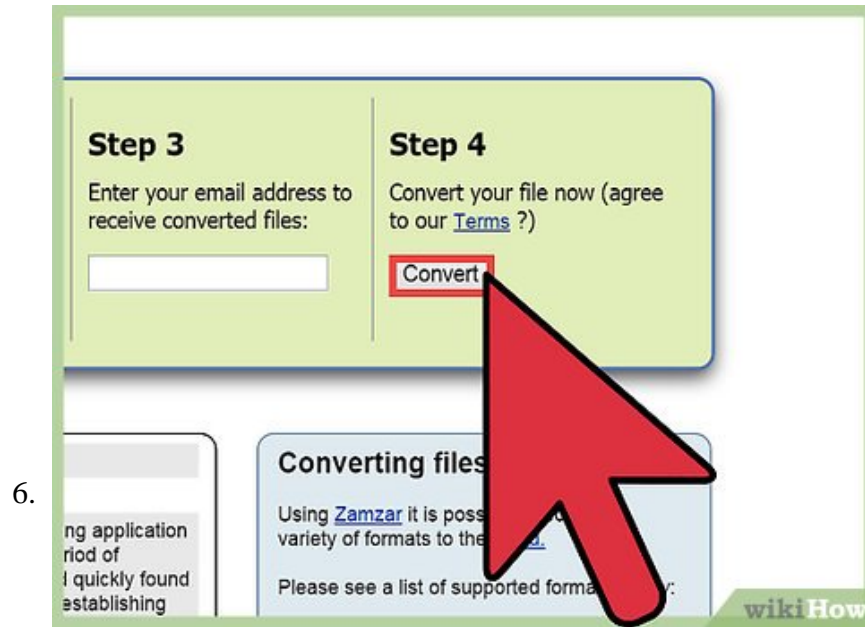 Step 3
Enter your email address to
receive converted files:
Step 4
Convert your file now (agree
to our Terms ?)
Convert
6.
ng application
riod of
quickly found
establishing
Converting files
Using Zamzar it is
variety of formats to the
Please see a list of supported
wikiHow